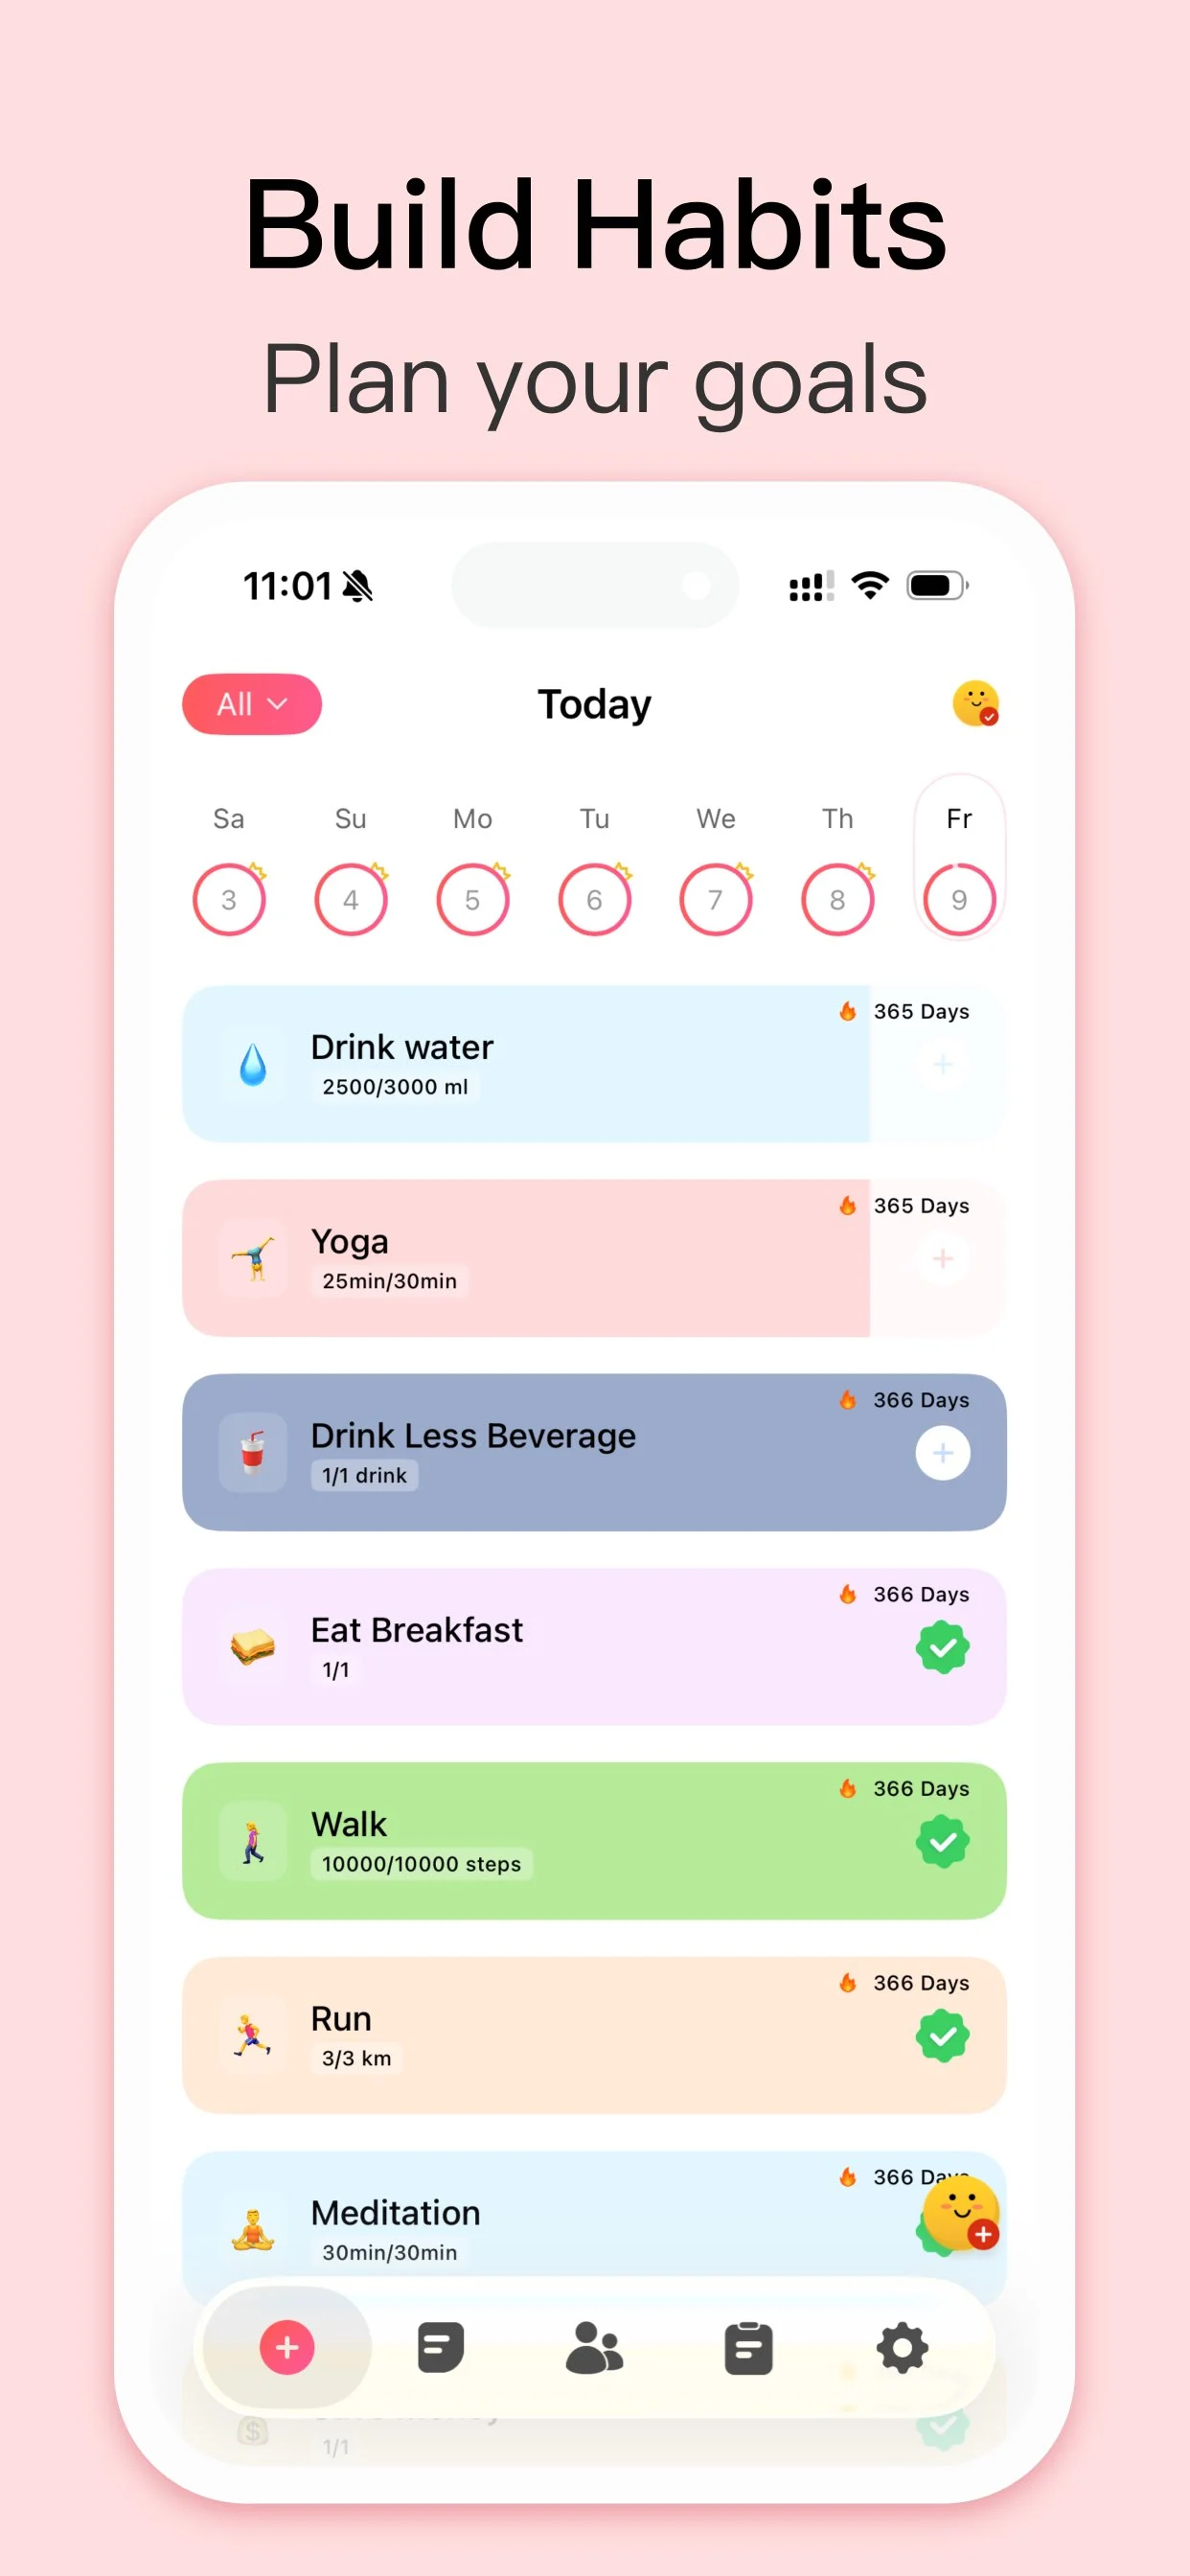 Build Habits
Plan your goals
11:01
All
Today
Sa Su Mo Tu We Th Fr
3 4 5 6 7 8 9
365 Days
Drink water
2500/3000 ml
365 Days
Yoga
25min/30min
366 Days
Drink Less Beverage
1/1 drink
366 Days
Eat Breakfast
1/1
366 Days
Walk
10000/10000 steps
366 Days
Run
3/3 km
366 Days
Meditation
30min/30min
1/1